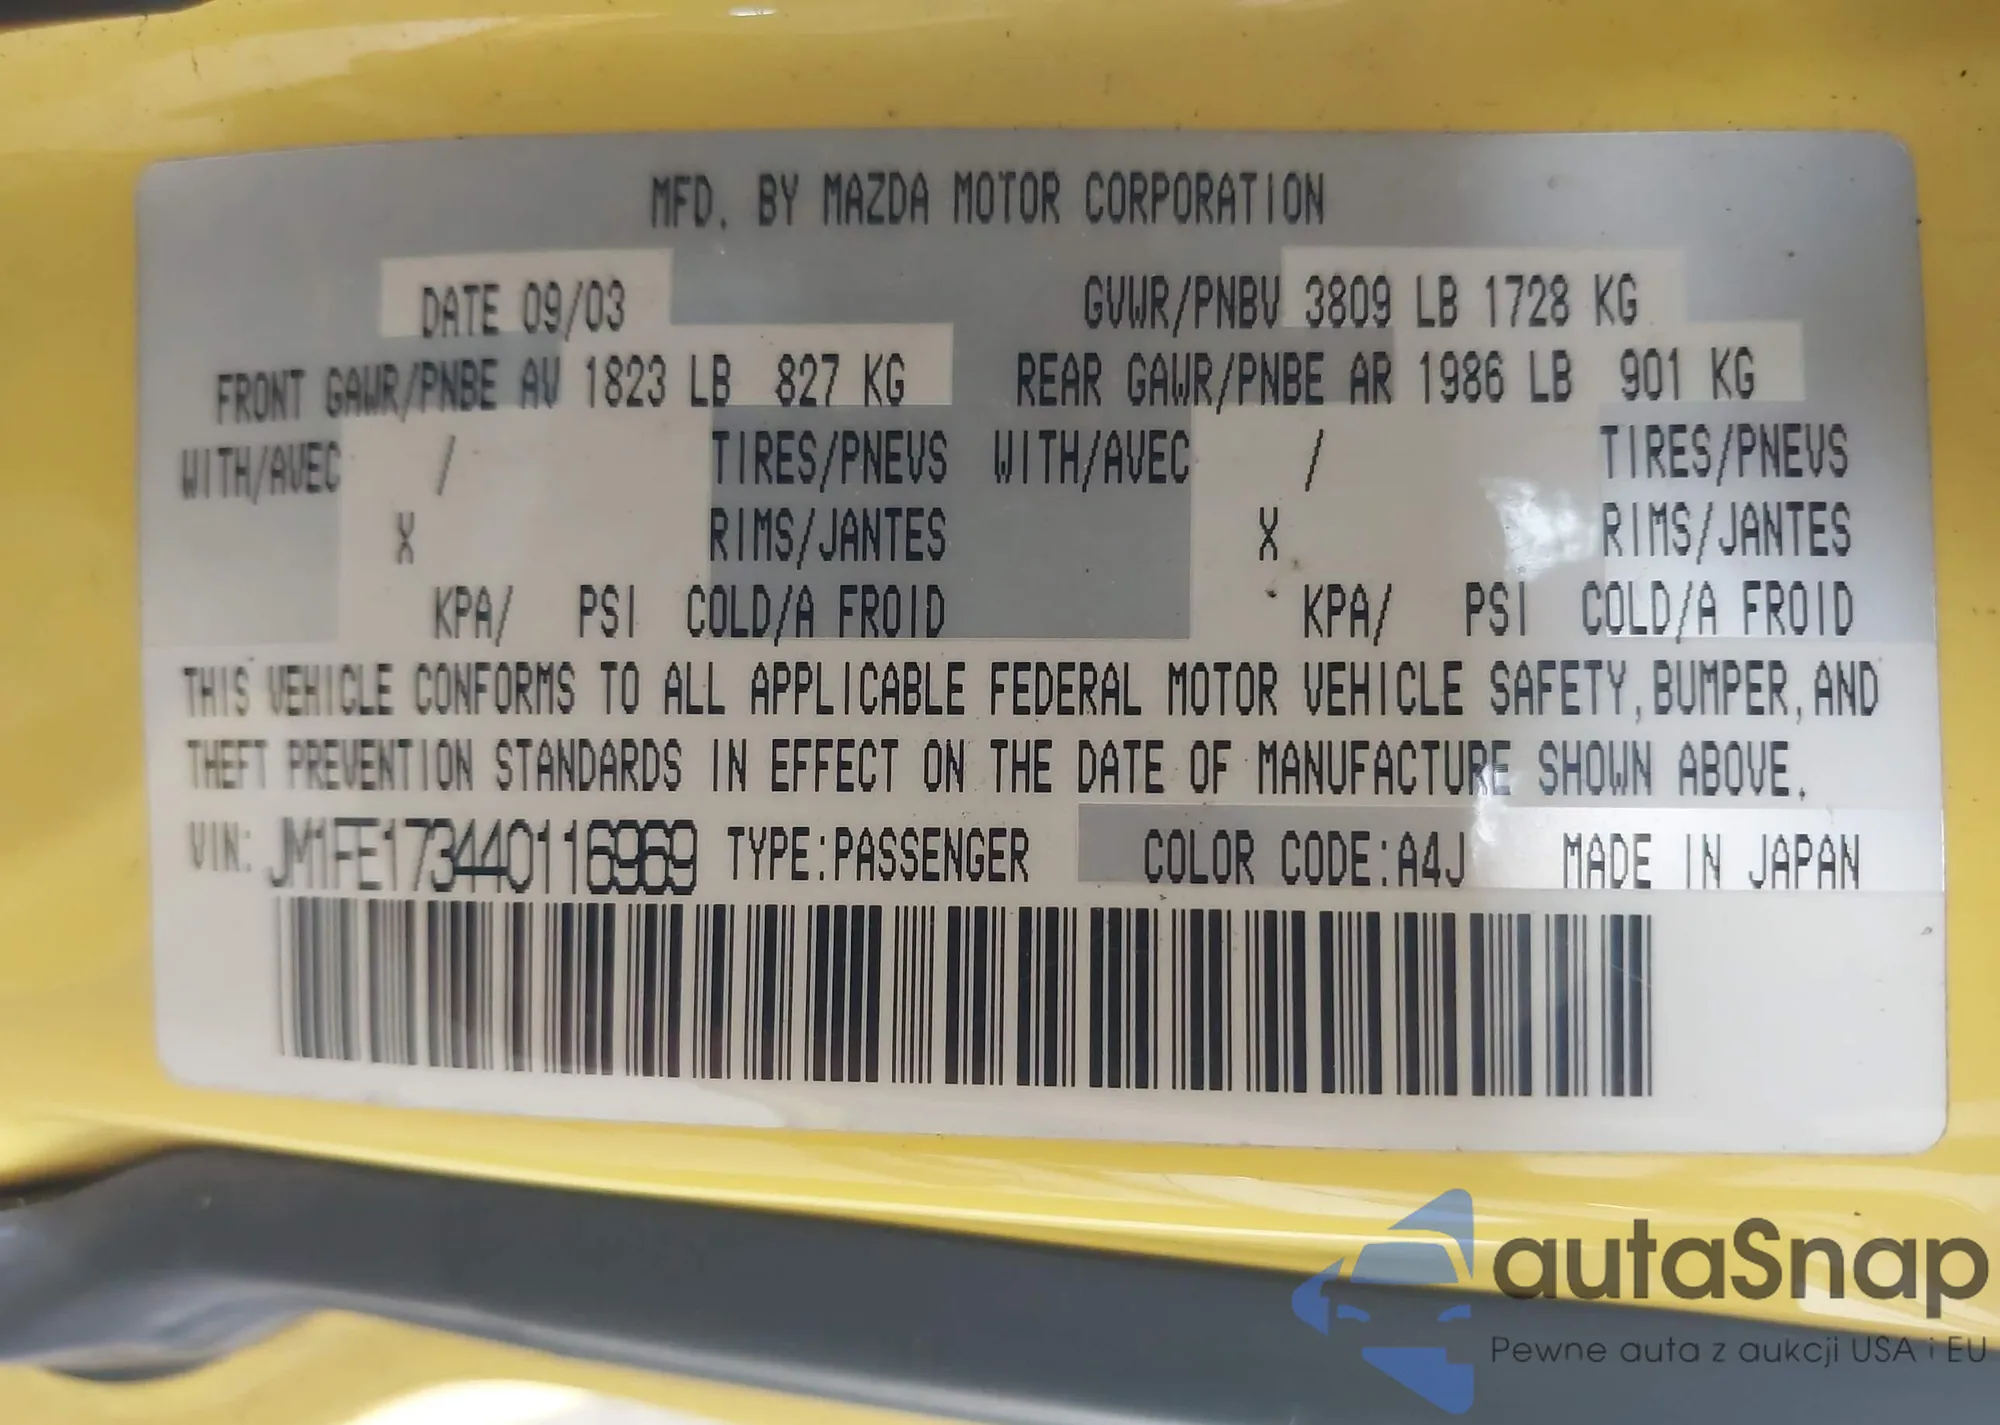 MFD. BY MAZDA MOTOR CORPORATION
DATE 09/03 GVWR/PNBV 3809 LB 1728 KG
FRONT GAWR/PNBE AV 1823 LB 827 KG REAR GAWR/PNBE AR 1986 LB 901 KG
WITH/AVEC / TIRES/PNEVS WITH/AVEC / TIRES/PNEVS
X RIMS/JANTES X RIMS/JANTES
KPA/ PSI COLD/A FROID KPA/ PSI COLD/A FROID
THIS VEHICLE CONFORMS TO ALL APPLICABLE FEDERAL MOTOR VEHICLE SAFETY, BUMPER, AND
THEFT PREVENTION STANDARDS IN EFFECT ON THE DATE OF MANUFACTURE SHOWN ABOVE.
VIN: JM1FE173440116969 TYPE:PASSENGER COLOR CODE:A4J MADE IN JAPAN
autaSnap
Pewne auta z aukcji USA i EU